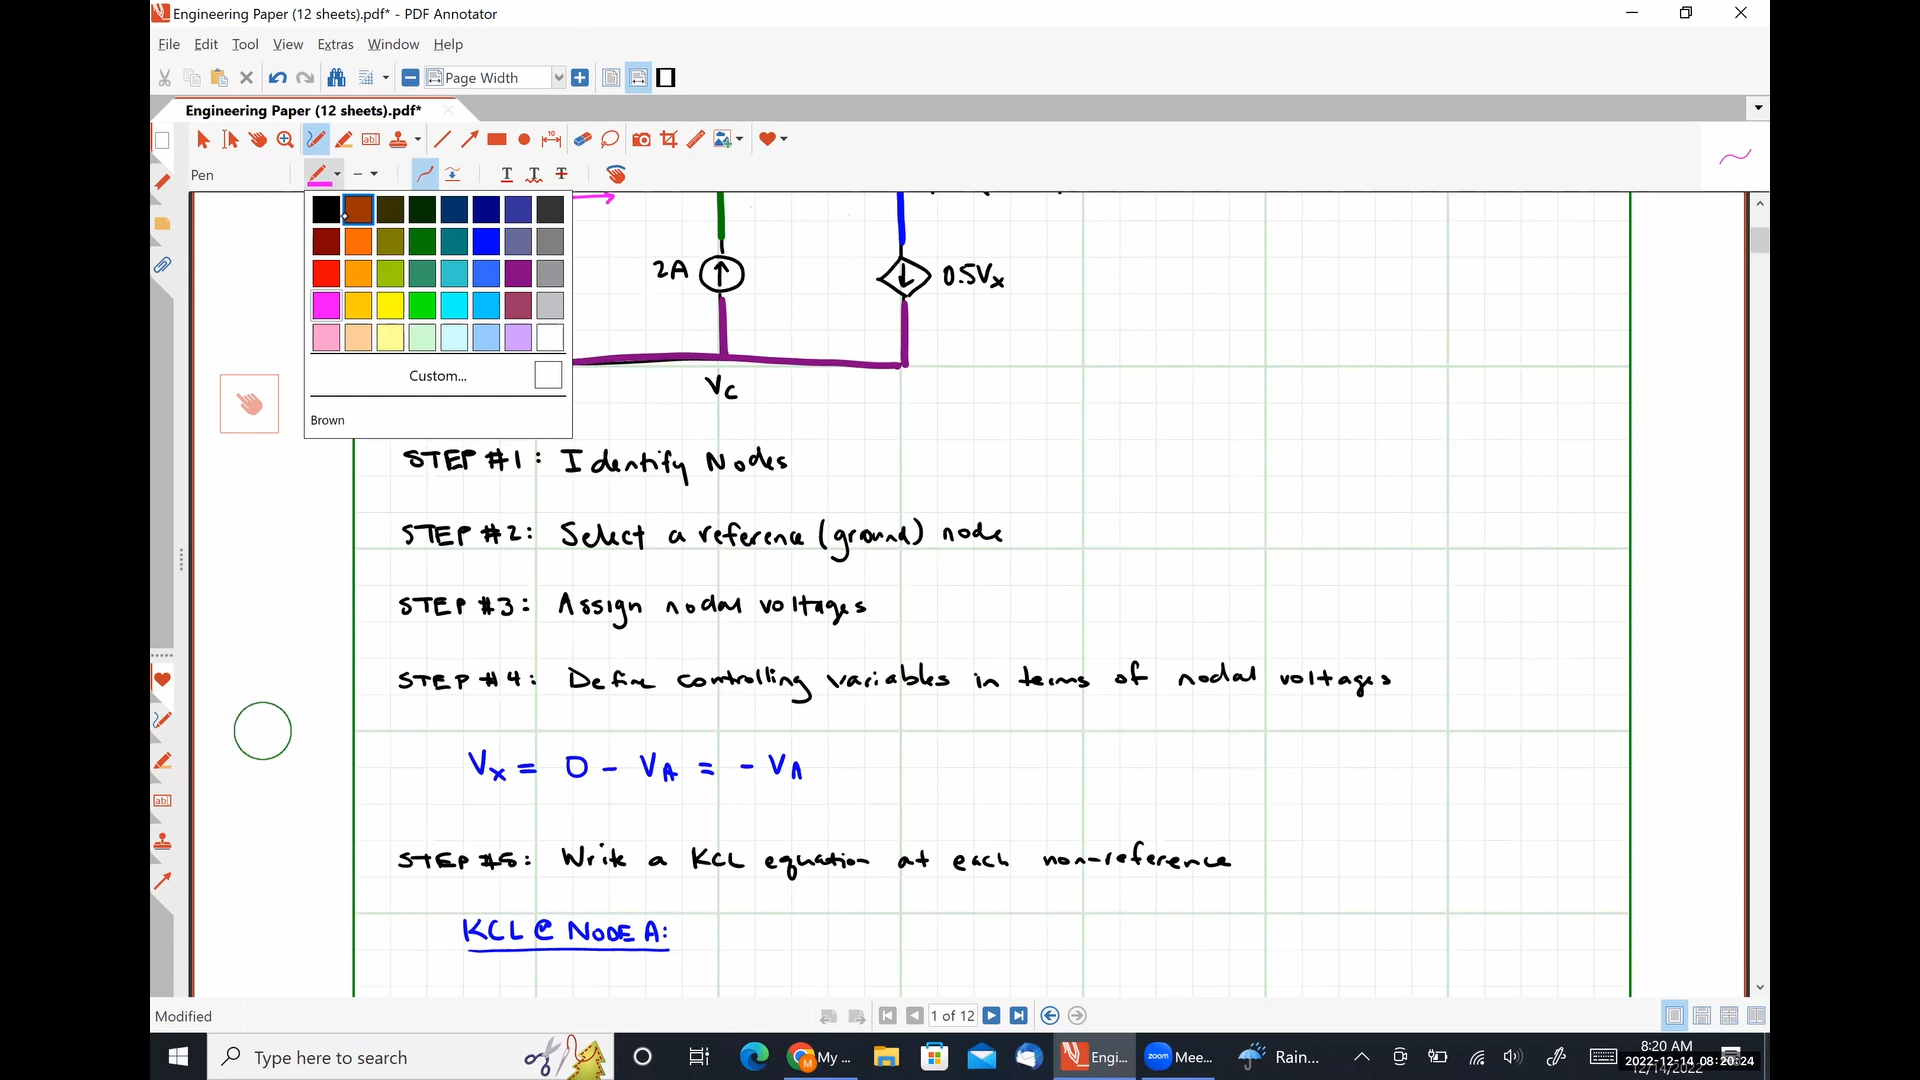 Engineering Paper (12 sheets).pdf* - PDF Annotator
File Edit Tool View Extras Window Help
Page Width
Engineering Paper (12 sheets).pdf*
Pen
2A
0.5Vx
Vc
Custom...
Brown
STEP #1: Identify Nodes
STEP #2: Select a reference (ground) node
STEP #3: Assign nodal voltages
STEP #4: Define controlling variables in terms of nodal voltages
Vx = 0 - VA = - VA
STEP #5: Write a KCL equation at each non-reference
KCL @ NODE A:
Modified
1 of 12
Type here to search
My ...
Engi...
zoom
Mee...
Rain...
8:20 AM
2022-12-14 08:20:24
12/14/2022